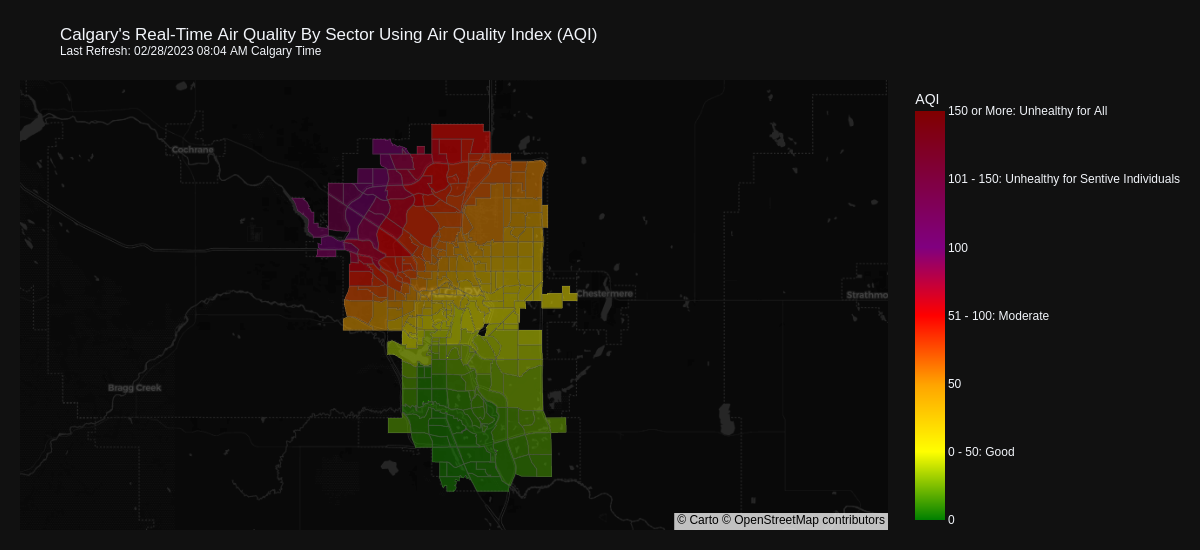 Calgary's Real-Time Air Quality By Sector Using Air Quality Index (AQI)
Last Refresh: 02/28/2023 08:04 AM Calgary Time
AQI
150 or More: Unhealthy for All
Cochrane
101 - 150: Unhealthy for Sentive Individuals
100
CALGARY
Chestermere
Strathmo
51 - 100: Moderate
Bragg Creek
50
0 - 50: Good
© Carto © OpenStreetMap contributors
0